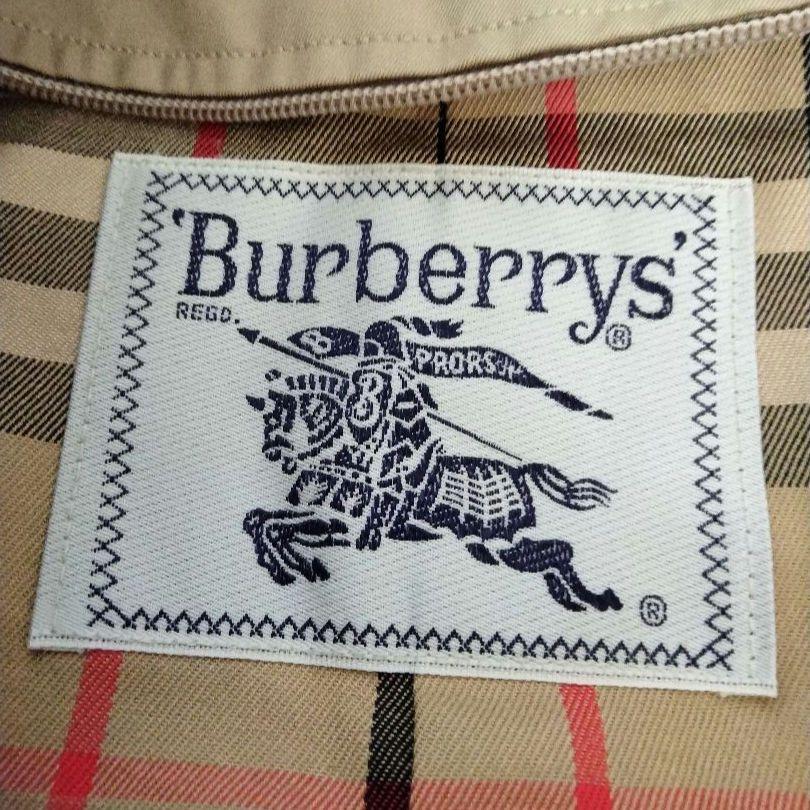 'Burberrys'
REGD. ®
PRORSUM
®